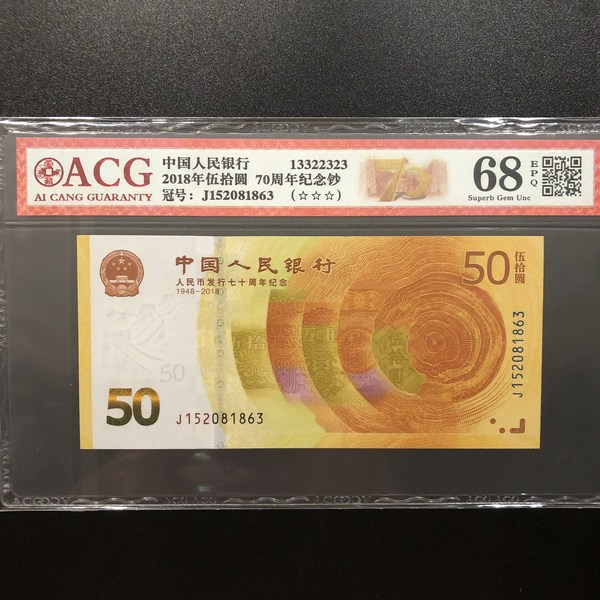 ACG
AI CANG GUARANTY
中国人民银行 13322323
2018年伍拾圆 70周年纪念钞
冠号: J152081863 (☆☆☆)
70
68
EPQ
Superb Gem Unc
中国人民银行
人民币发行七十周年纪念
1948-2018
50
伍拾圆
50
50
J152081863
J152081863